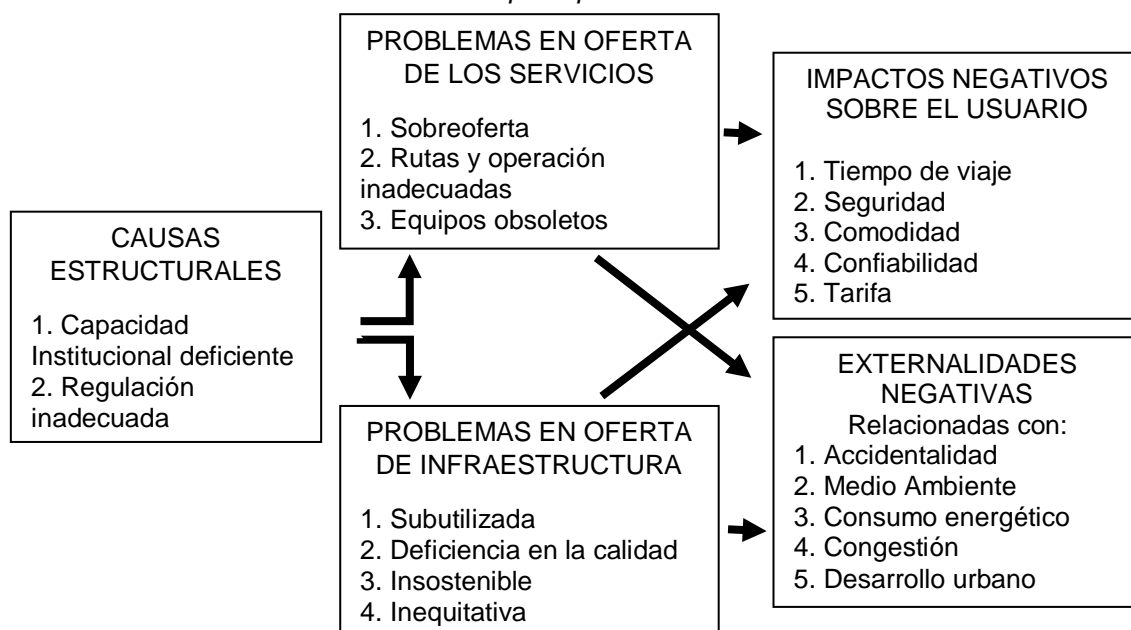 PROBLEMAS EN OFERTA
DE LOS SERVICIOS
1. Sobreoferta
2. Rutas y operación
inadecuadas
3. Equipos obsoletos
IMPACTOS NEGATIVOS
SOBRE EL USUARIO
1. Tiempo de viaje
2. Seguridad
3. Comodidad
4. Confiabilidad
5. Tarifa
CAUSAS
ESTRUCTURALES
1. Capacidad
Institucional deficiente
2. Regulación
inadecuada
PROBLEMAS EN OFERTA
DE INFRAESTRUCTURA
1. Subutilizada
2. Deficiencia en la calidad
3. Insostenible
4. Inequitativa
EXTERNALIDADES
NEGATIVAS
Relacionadas con:
1. Accidentalidad
2. Medio Ambiente
3. Consumo energético
4. Congestión
5. Desarrollo urbano